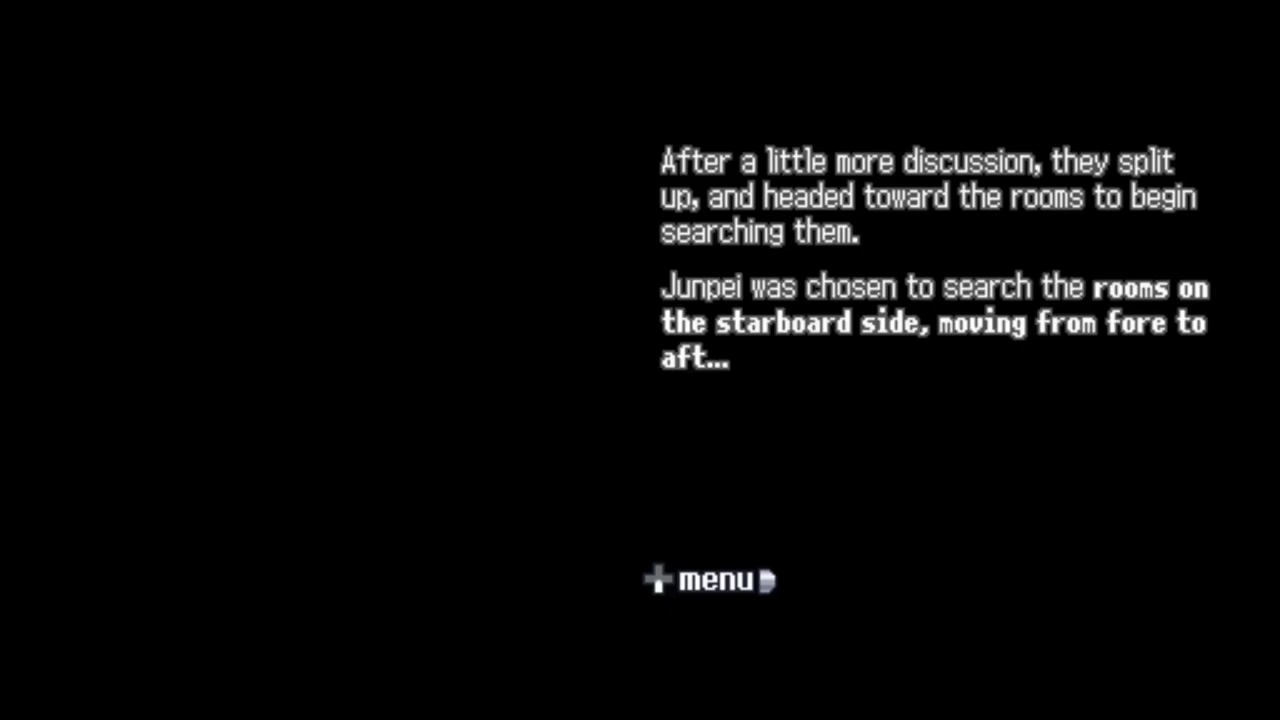 After a little more discussion, they split
up, and headed toward the rooms to begin
searching them.
Junpei was chosen to search the rooms on
the starboard side, moving from fore to
aft...
menu